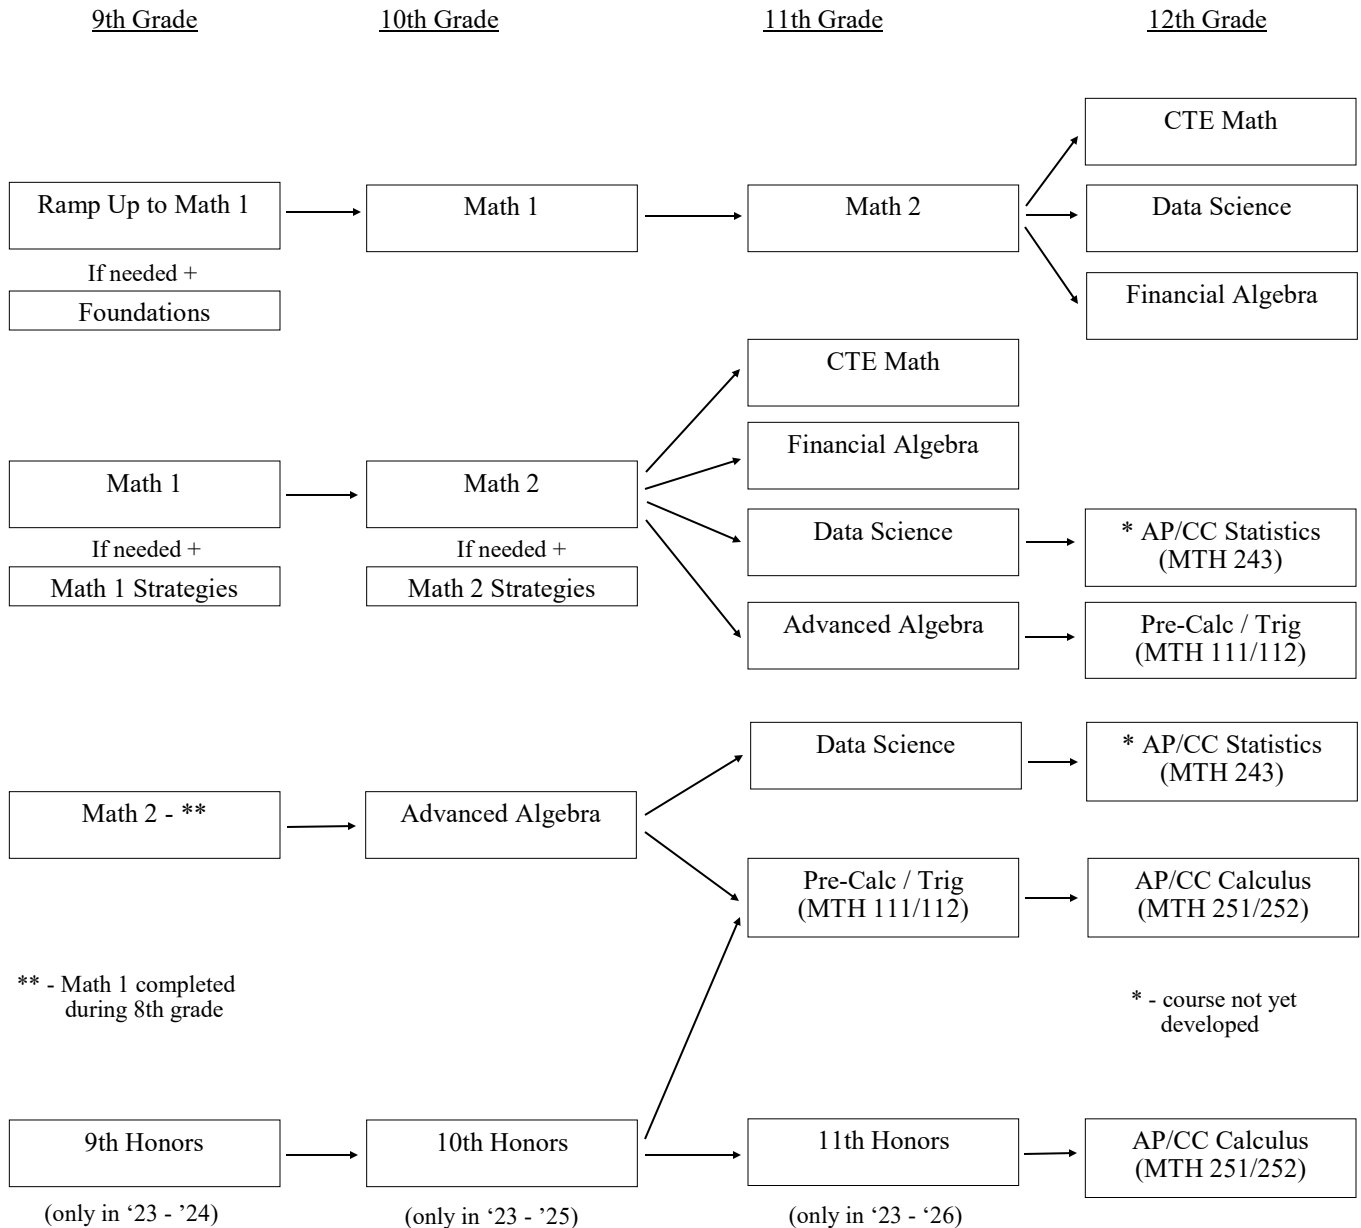 9th Grade
10th Grade
11th Grade
12th Grade
CTE Math
Ramp Up to Math 1
Math 1
Math 2
Data Science
If needed +
Foundations
Financial Algebra
CTE Math
Financial Algebra
Math 1
Math 2
If needed +
Math 1 Strategies
If needed +
Math 2 Strategies
Data Science
* AP/CC Statistics
(MTH 243)
Advanced Algebra
Pre-Calc / Trig
(MTH 111/112)
Data Science
* AP/CC Statistics
(MTH 243)
Math 2 - **
Advanced Algebra
Pre-Calc / Trig
(MTH 111/112)
AP/CC Calculus
(MTH 251/252)
** - Math 1 completed
during 8th grade
* - course not yet
developed
9th Honors
10th Honors
11th Honors
AP/CC Calculus
(MTH 251/252)
(only in ‘23 - ’24)
(only in ‘23 - ’25)
(only in ‘23 - ‘26)